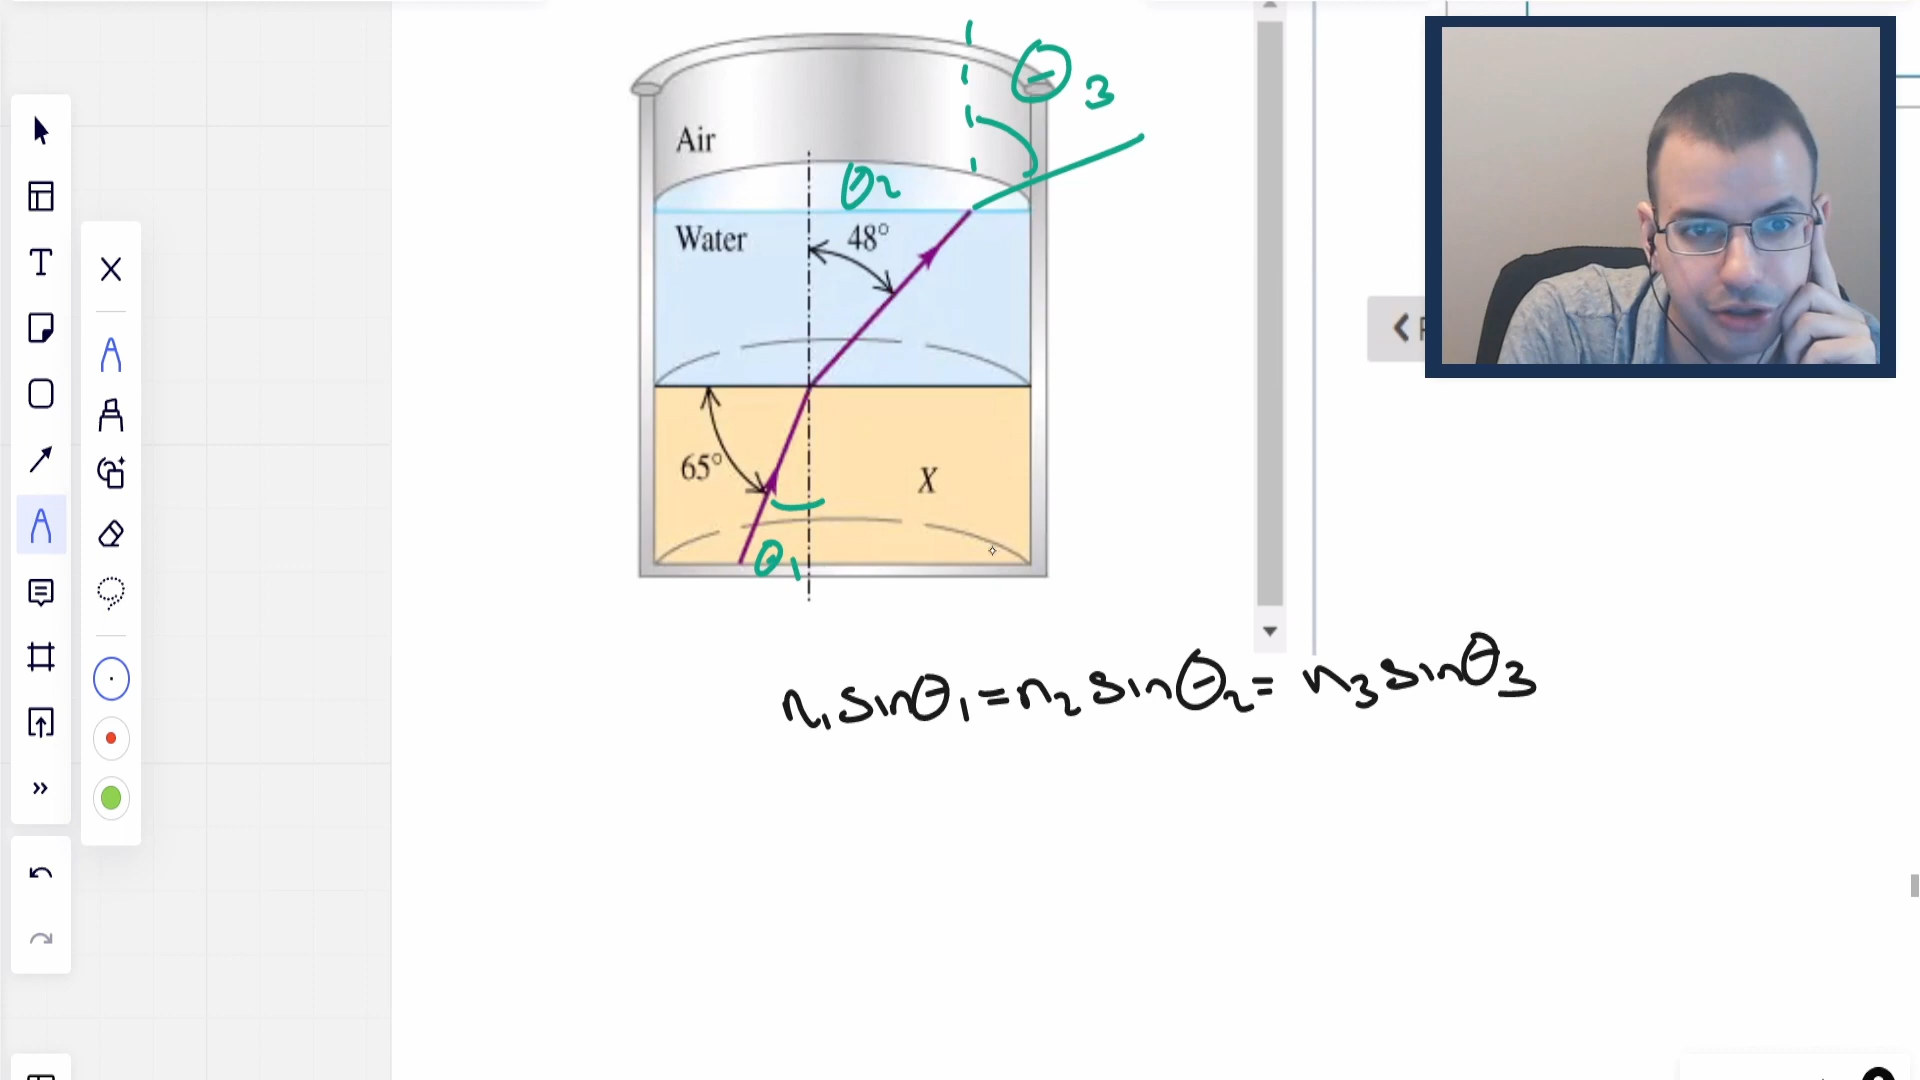 θ3
Air
θ2
Water
48°
65°
X
θ1
n1 sinθ1 = n2 sinθ2 = n3 sinθ3
T